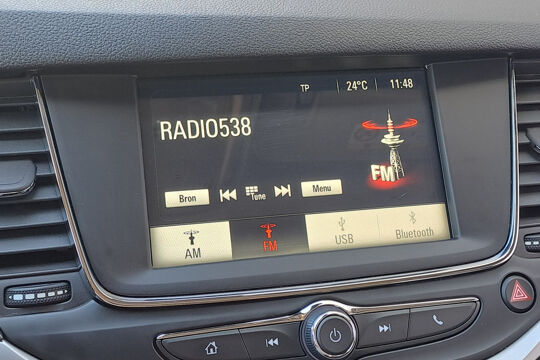 TP 24°C 11:48
RADIO538
FM
Bron Tune Menu
AM FM USB Bluetooth